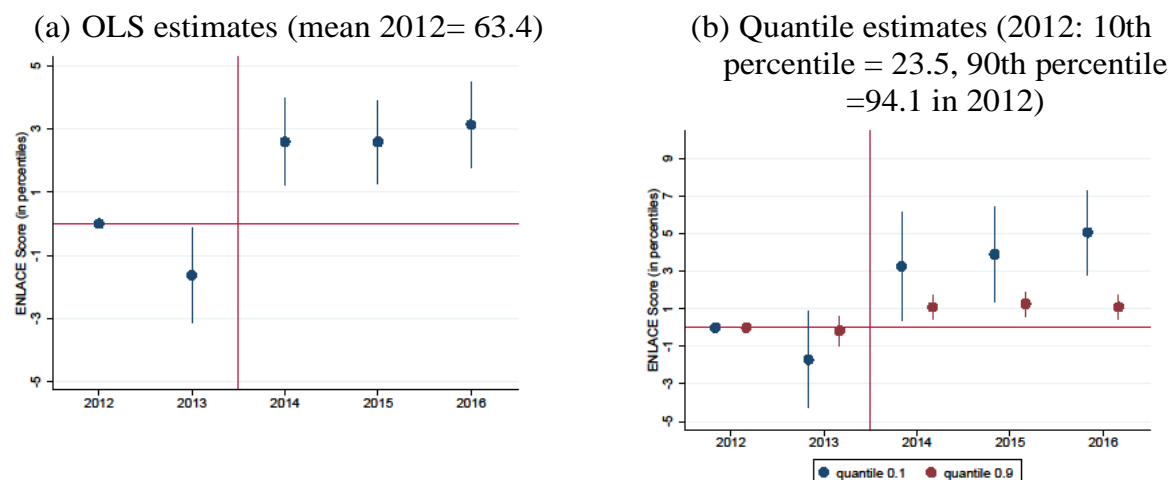 (a) OLS estimates (mean 2012= 63.4)
5
3
1
-1
-3
-5
ENLACE Score (in percentiles)
2012 2013 2014 2015 2016
(b) Quantile estimates (2012: 10th
percentile = 23.5, 90th percentile
=94.1 in 2012)
9
7
5
3
1
-1
-3
-5
ENLACE Score (in percentiles)
2012 2013 2014 2015 2016
quantile 0.1 quantile 0.9